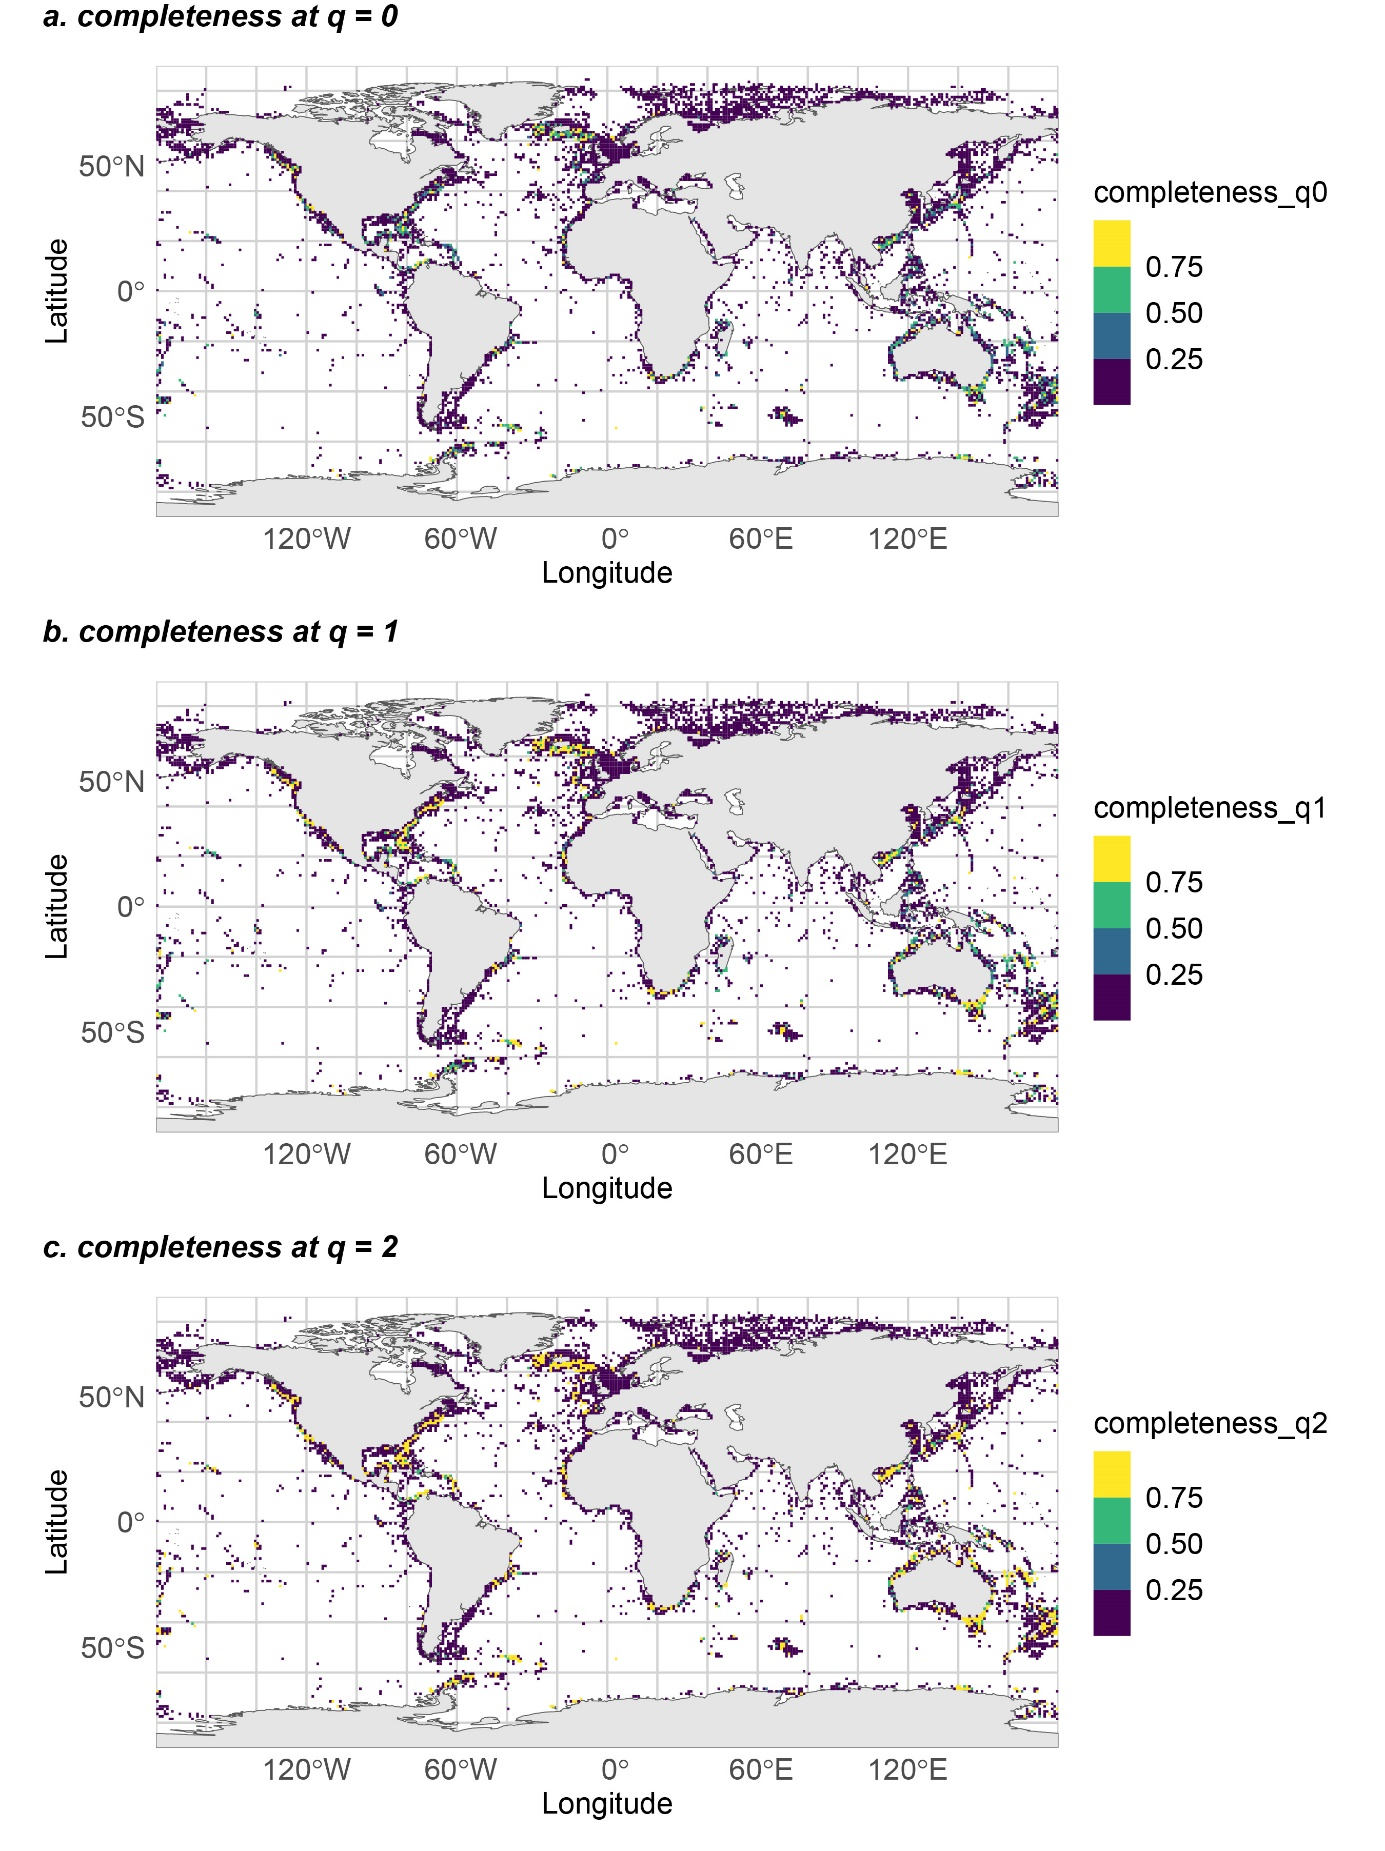 a. completeness at q = 0
completeness_q0
0.75
0.50
0.25
50°N
0°
50°S
Latitude
120°W 60°W 0° 60°E 120°E
Longitude
b. completeness at q = 1
completeness_q1
0.75
0.50
0.25
50°N
0°
50°S
Latitude
120°W 60°W 0° 60°E 120°E
Longitude
c. completeness at q = 2
completeness_q2
0.75
0.50
0.25
50°N
0°
50°S
Latitude
120°W 60°W 0° 60°E 120°E
Longitude